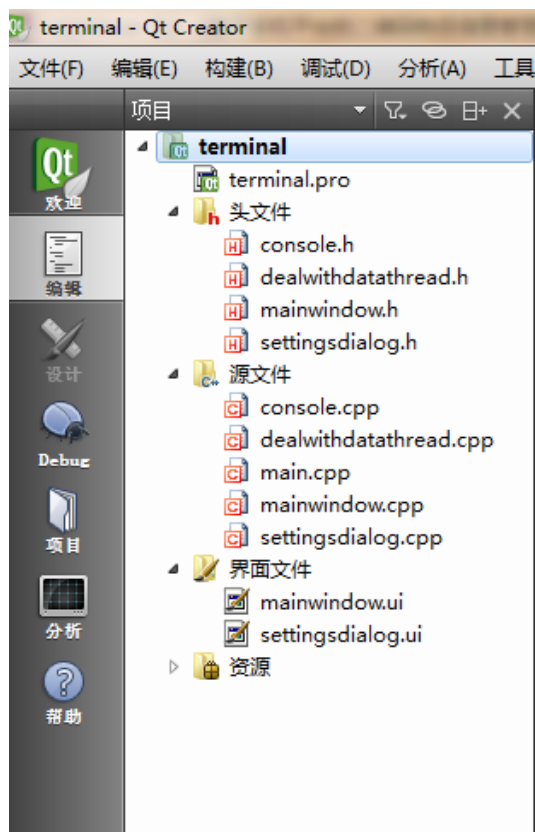 terminal - Qt Creator
文件(F) 编辑(E) 构建(B) 调试(D) 分析(A) 工具
项目
terminal
terminal.pro
头文件
console.h
dealwithdatathread.h
mainwindow.h
settingsdialog.h
源文件
console.cpp
dealwithdatathread.cpp
main.cpp
mainwindow.cpp
settingsdialog.cpp
界面文件
mainwindow.ui
settingsdialog.ui
资源
Qt
欢迎
编辑
设计
Debug
项目
分析
帮助